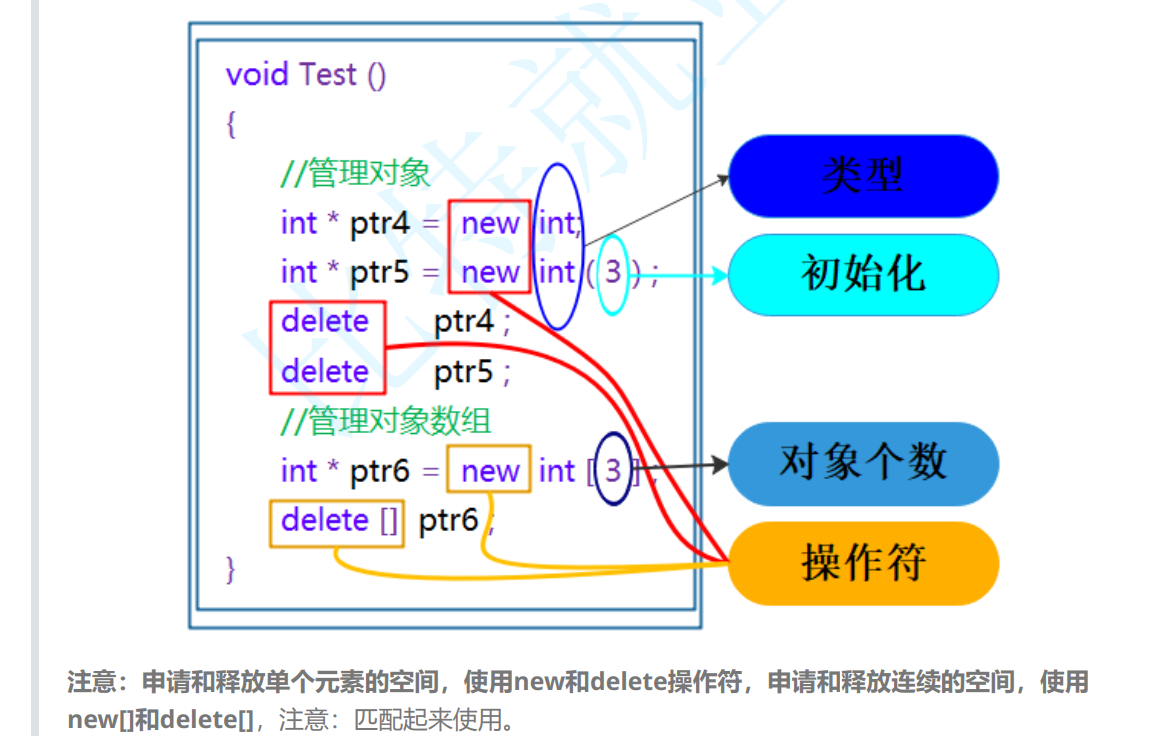 void Test ()
{
//管理对象
int * ptr4 = new int;
int * ptr5 = new int ( 3 ) ;
delete ptr4 ;
delete ptr5 ;
//管理对象数组
int * ptr6 = new int [ 3 ] ;
delete [] ptr6 ;
}
类型
初始化
对象个数
操作符
比特就业
注意：申请和释放单个元素的空间，使用new和delete操作符，申请和释放连续的空间，使用
new[]和delete[]，注意：匹配起来使用。